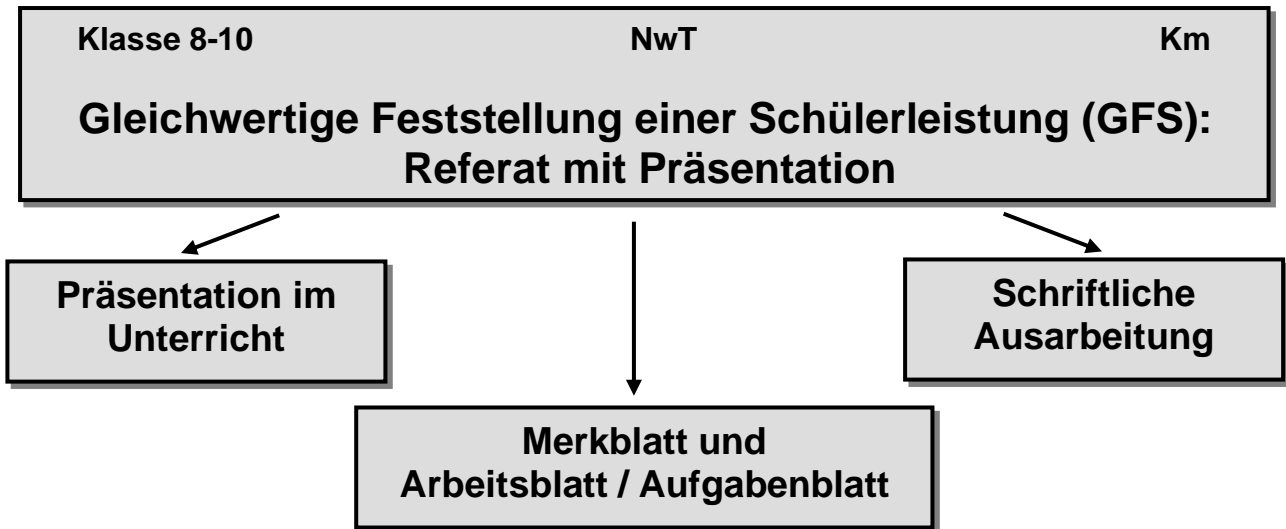 Klasse 8-10 NwT Km
Gleichwertige Feststellung einer Schülerleistung (GFS):
Referat mit Präsentation
Präsentation im
Unterricht
Schriftliche
Ausarbeitung
Merkblatt und
Arbeitsblatt / Aufgabenblatt